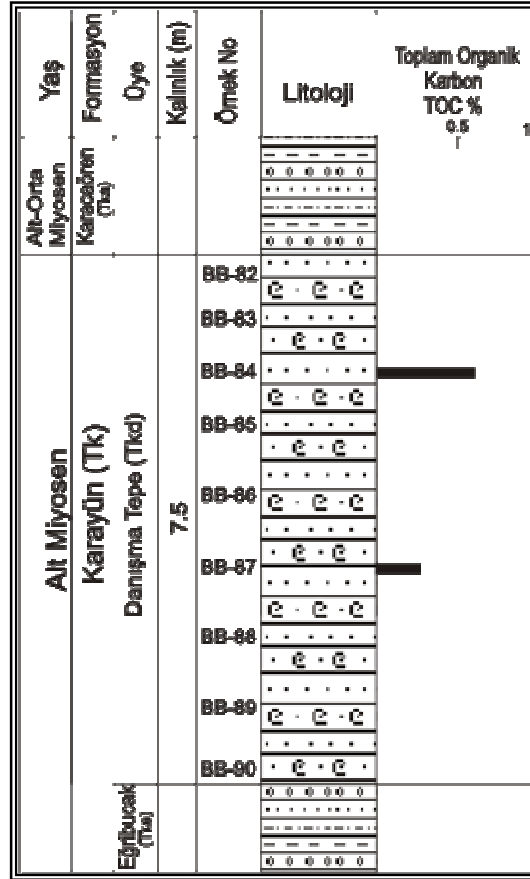 Yaş
Formasyon
Üye
Kalınlık (m)
Örnek No
Litoloji
Toplam Organik
Karbon
TOC %
0.5
1
Alt-Orta
Miyosen
Karacaören
(Tka)
BB-82
BB-83
BB-84
BB-85
BB-86
BB-87
BB-88
BB-89
BB-90
Alt Miyosen
Karayün (Tk)
Danışma Tepe (Tkd)
7.5
Eğribucak
(Tke)